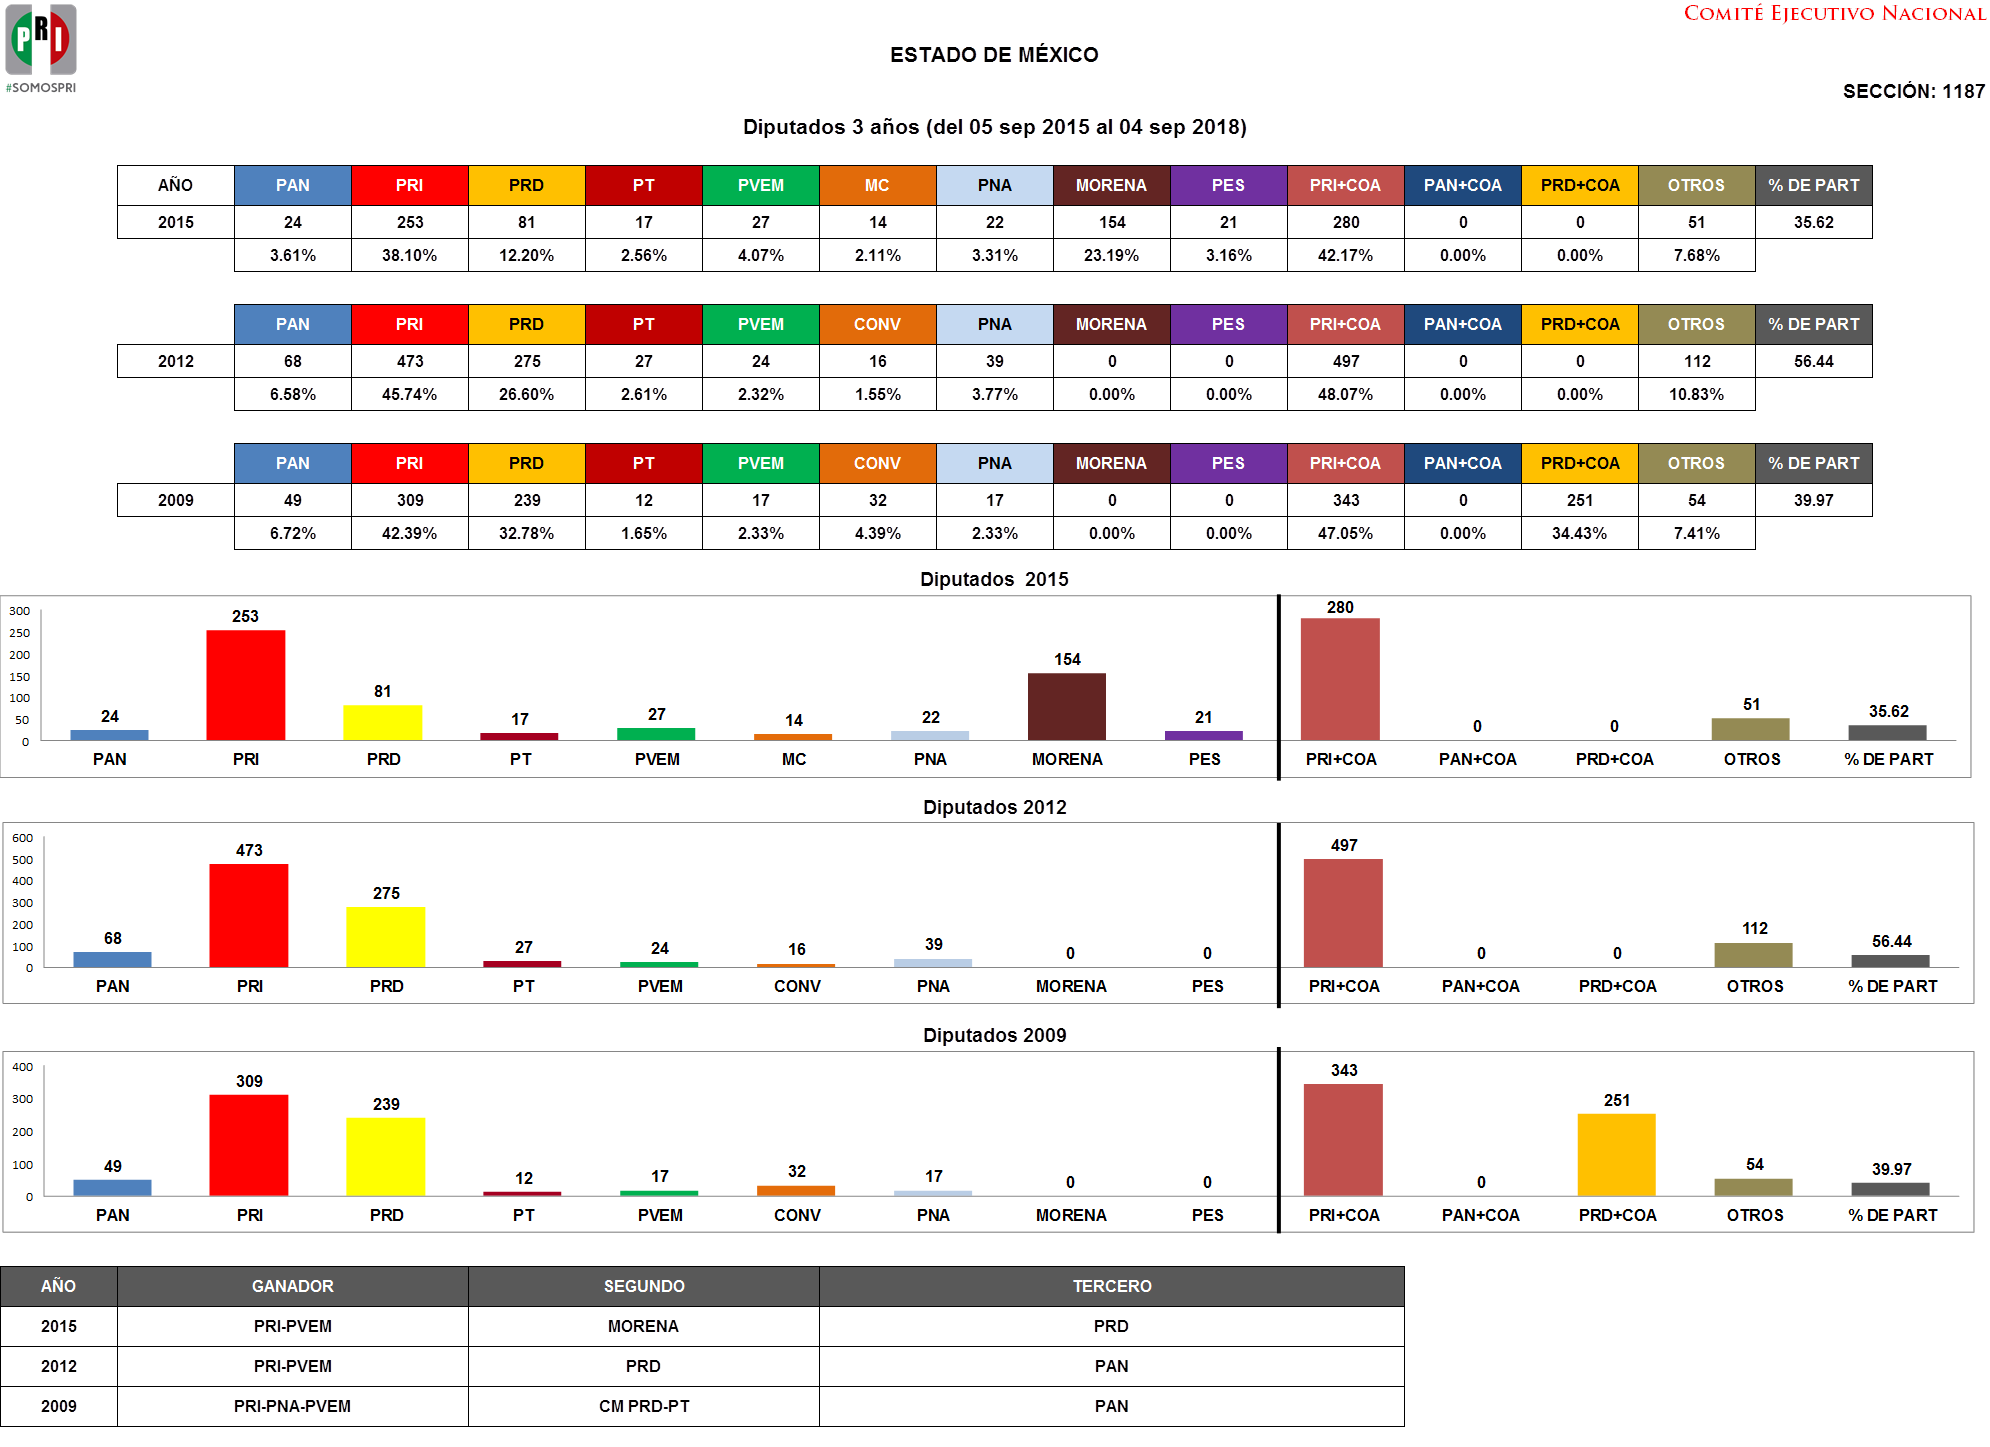 PRI
#SOMOSPRI
COMITÉ EJECUTIVO NACIONAL
ESTADO DE MÉXICO
SECCIÓN: 1187
Diputados 3 años (del 05 sep 2015 al 04 sep 2018)
AÑO PAN PRI PRD PT PVEM MC PNA MORENA PES PRI+COA PAN+COA PRD+COA OTROS % DE PART
2015 24 253 81 17 27 14 22 154 21 280 0 0 51 35.62
3.61% 38.10% 12.20% 2.56% 4.07% 2.11% 3.31% 23.19% 3.16% 42.17% 0.00% 0.00% 7.68%
PAN PRI PRD PT PVEM CONV PNA MORENA PES PRI+COA PAN+COA PRD+COA OTROS % DE PART
2012 68 473 275 27 24 16 39 0 0 497 0 0 112 56.44
6.58% 45.74% 26.60% 2.61% 2.32% 1.55% 3.77% 0.00% 0.00% 48.07% 0.00% 0.00% 10.83%
PAN PRI PRD PT PVEM CONV PNA MORENA PES PRI+COA PAN+COA PRD+COA OTROS % DE PART
2009 49 309 239 12 17 32 17 0 0 343 0 251 54 39.97
6.72% 42.39% 32.78% 1.65% 2.33% 4.39% 2.33% 0.00% 0.00% 47.05% 0.00% 34.43% 7.41%
Diputados 2015
300
250
200
150
100
50
0
24 253 81 17 27 14 22 154 21 280 0 0 51 35.62
PAN PRI PRD PT PVEM MC PNA MORENA PES PRI+COA PAN+COA PRD+COA OTROS % DE PART
Diputados 2012
600
500
400
300
200
100
0
68 473 275 27 24 16 39 0 0 497 0 0 112 56.44
PAN PRI PRD PT PVEM CONV PNA MORENA PES PRI+COA PAN+COA PRD+COA OTROS % DE PART
Diputados 2009
400
300
200
100
0
49 309 239 12 17 32 17 0 0 343 0 251 54 39.97
PAN PRI PRD PT PVEM CONV PNA MORENA PES PRI+COA PAN+COA PRD+COA OTROS % DE PART
AÑO GANADOR SEGUNDO TERCERO
2015 PRI-PVEM MORENA PRD
2012 PRI-PVEM PRD PAN
2009 PRI-PNA-PVEM CM PRD-PT PAN